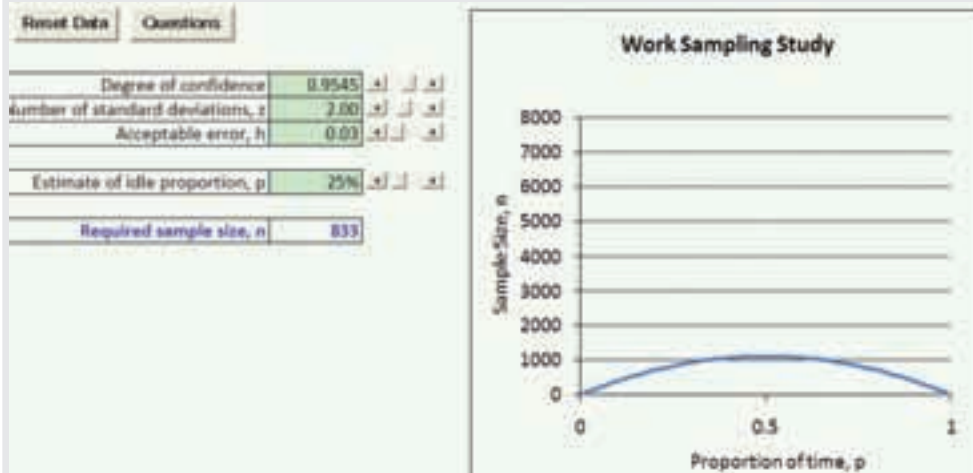 Reset Data Questions
Degree of confidence 0.9545
Number of standard deviations, z 2.00
Acceptable error, h 0.03
Estimate of idle proportion, p 25%
Required sample size, n 833
Work Sampling Study
8000
7000
6000
5000
4000
3000
2000
1000
0
Sample Size, n
0 0.5 1
Proportion of time, p